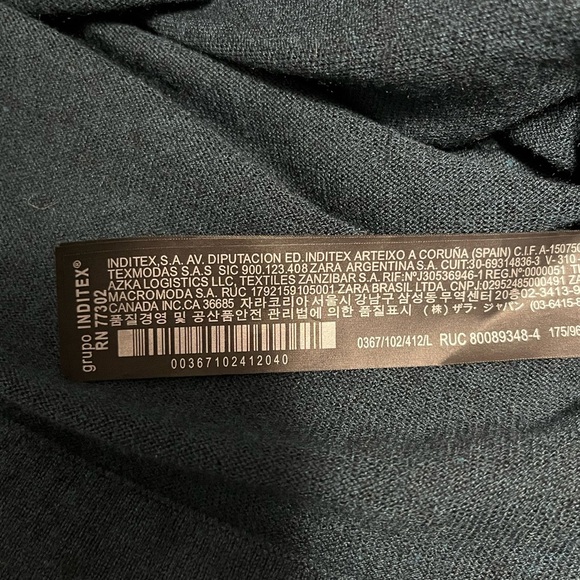 grupo INDITEX®
RN 77302
INDITEX,S.A. AV. DIPUTACION ED. INDITEX ARTEIXO A CORUÑA (SPAIN) C.I.F. A-150750
TEXMODAS S.A.S SIC 900.123.408 ZARA ARGENTINA S.A. CUIT:30-69314836-3 V-310-
AZKA LOGISTICS LLC, TEXTILES ZANZIBAR S.A. RIF:NºJ30536946-1 REG.Nº:0000051
MACROMODA S.A. RUC. 1792159105001 ZARA BRASIL LTDA. CNPJ.: 02952485000491
CANADA INC CA 36685 자라코리아 서울시 강남구 삼성동 무역센터 20층 02-3413-9
품질경영 및 공산품안전 관리법에 의한 품질표시 (株) ザラ・ジャパン (03-6415-
00367102412040
0367/102/412/L RUC 80089348-4 175/96